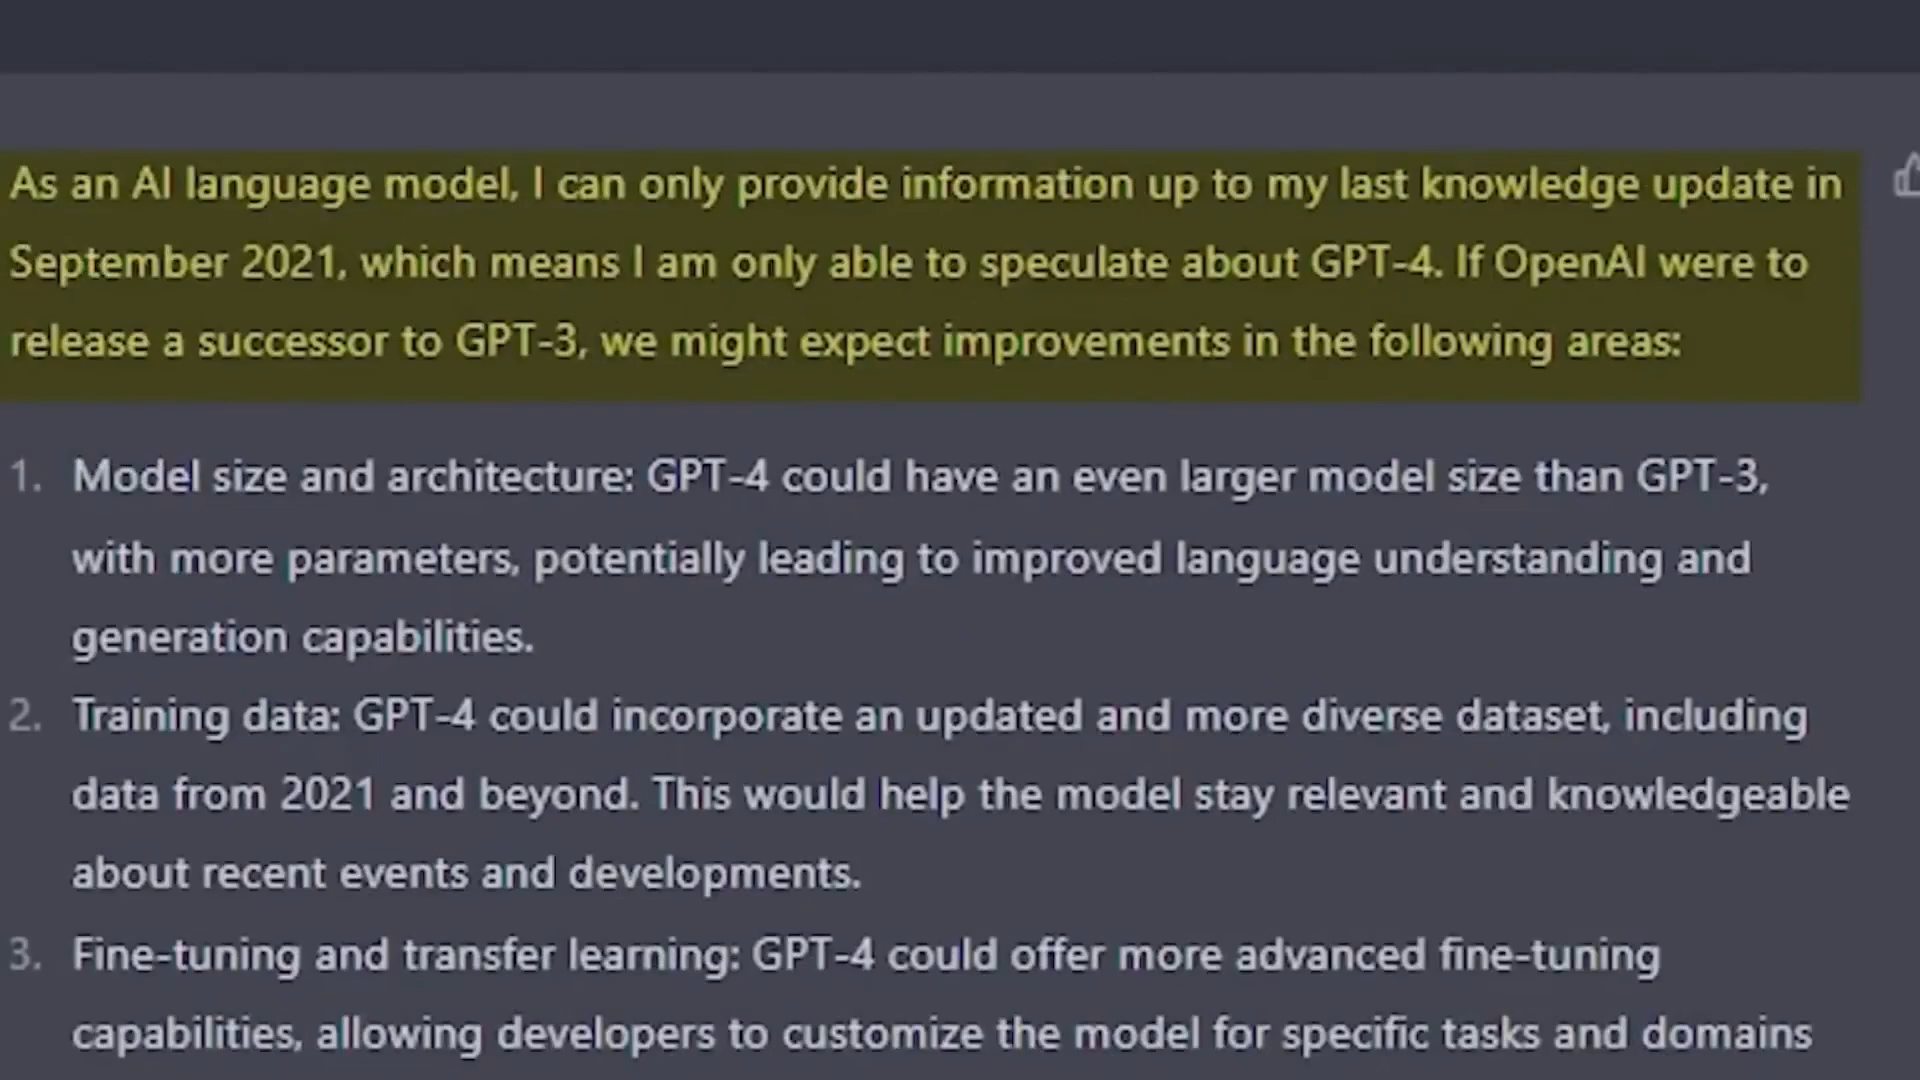 As an AI language model, I can only provide information up to my last knowledge update in
September 2021, which means I am only able to speculate about GPT-4. If OpenAI were to
release a successor to GPT-3, we might expect improvements in the following areas:
1. Model size and architecture: GPT-4 could have an even larger model size than GPT-3,
with more parameters, potentially leading to improved language understanding and
generation capabilities.
2. Training data: GPT-4 could incorporate an updated and more diverse dataset, including
data from 2021 and beyond. This would help the model stay relevant and knowledgeable
about recent events and developments.
3. Fine-tuning and transfer learning: GPT-4 could offer more advanced fine-tuning
capabilities, allowing developers to customize the model for specific tasks and domains